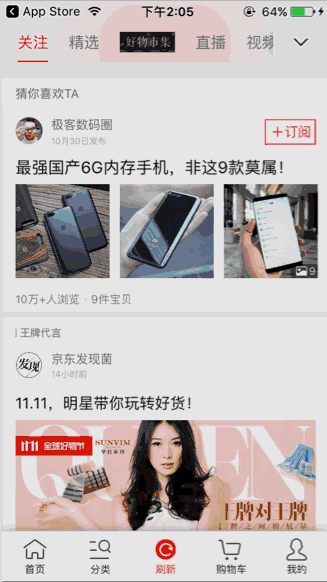 App Store 下午2:05 64%
关注 精选 好物市集 直播 视频
猜你喜欢TA
极客数码圈
10月30日发布
+订阅
最强国产6G内存手机，非这9款莫属！
9
10万+人浏览 · 9件宝贝
王牌代言
发现
京东发现菌
14小时前
11.11，明星带你玩转好货！
11.11 全球好物节
SUNVIM
QUEEN
王牌对王牌
首页 分类 刷新 购物车 我的